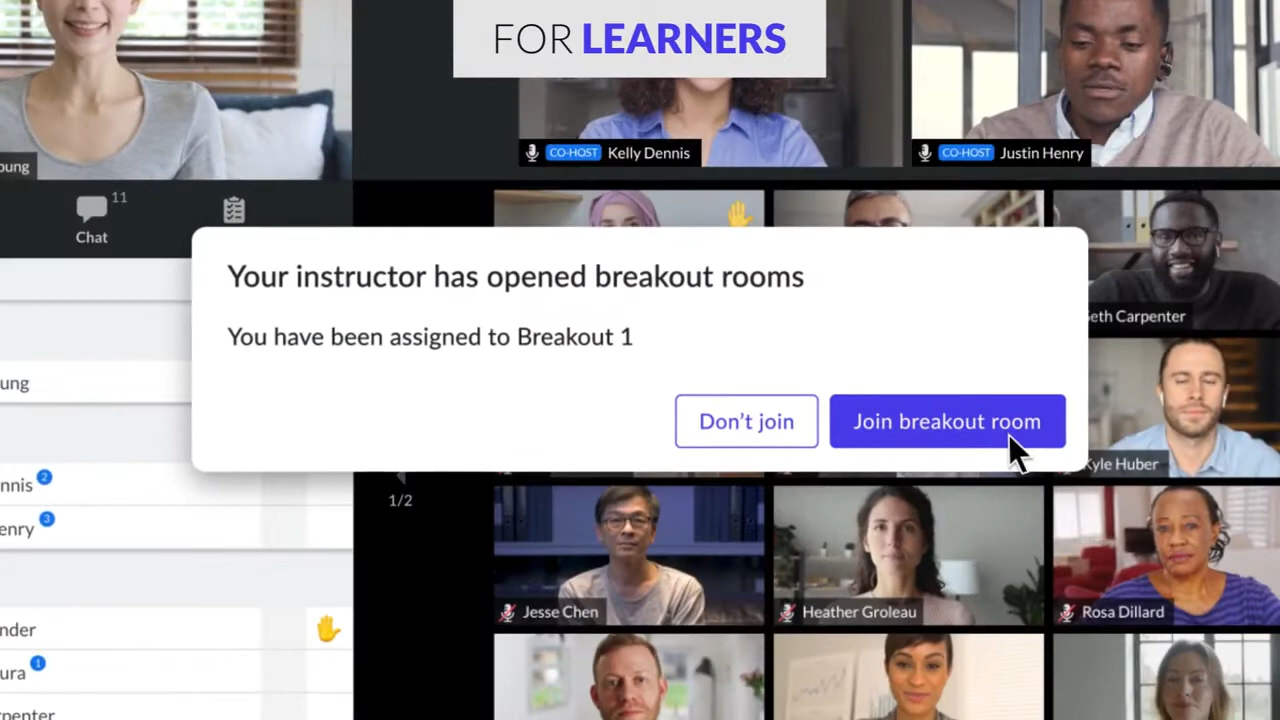 FOR LEARNERS
oung
CO-HOST Kelly Dennis
CO-HOST Justin Henry
11
Chat
Your instructor has opened breakout rooms
You have been assigned to Breakout 1
Don't join
Join breakout room
eth Carpenter
ung
Kyle Huber
nnis 2
1/2
enry 3
Jesse Chen
Heather Groleau
Rosa Dillard
nder
ura 1
rpenter